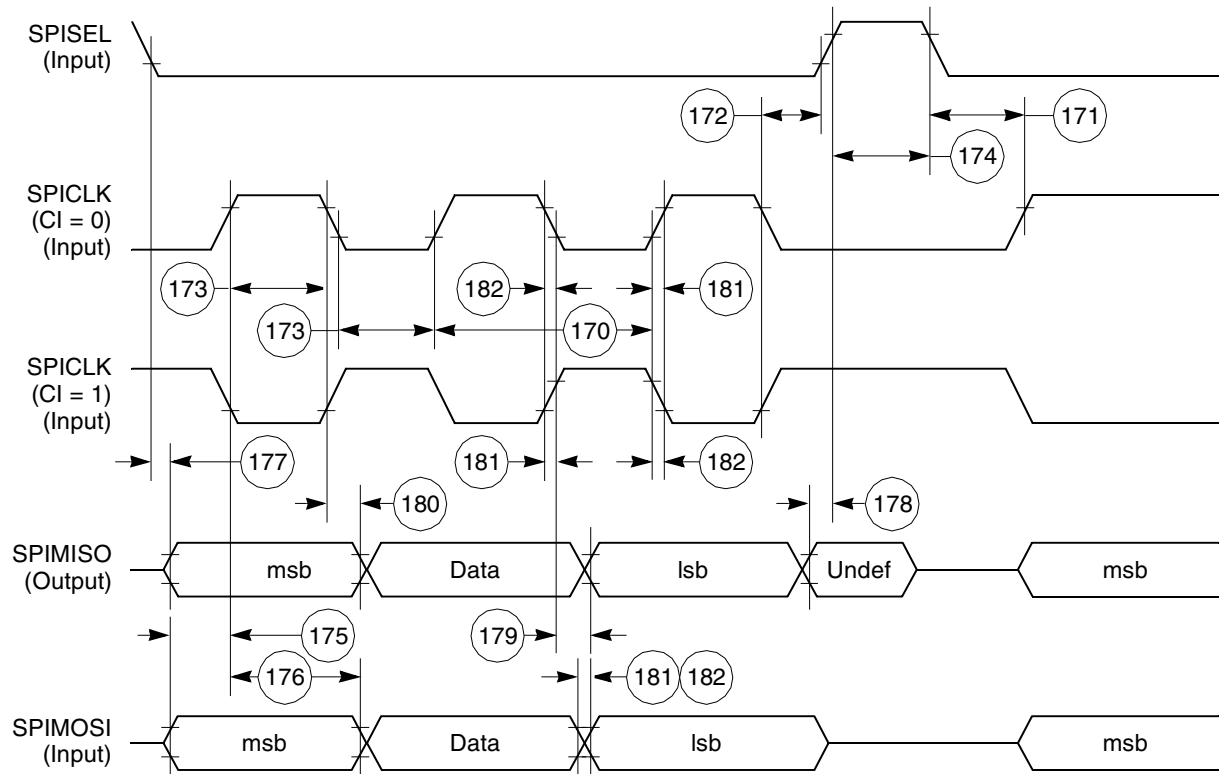 SPISEL
(Input)
172
171
174
SPICLK
(CI = 0)
(Input)
173
182
181
173
170
SPICLK
(CI = 1)
(Input)
177
181
182
180
178
SPIMISO
(Output)
msb
Data
lsb
Undef
msb
175
179
176
181
182
SPIMOSI
(Input)
msb
Data
lsb
msb